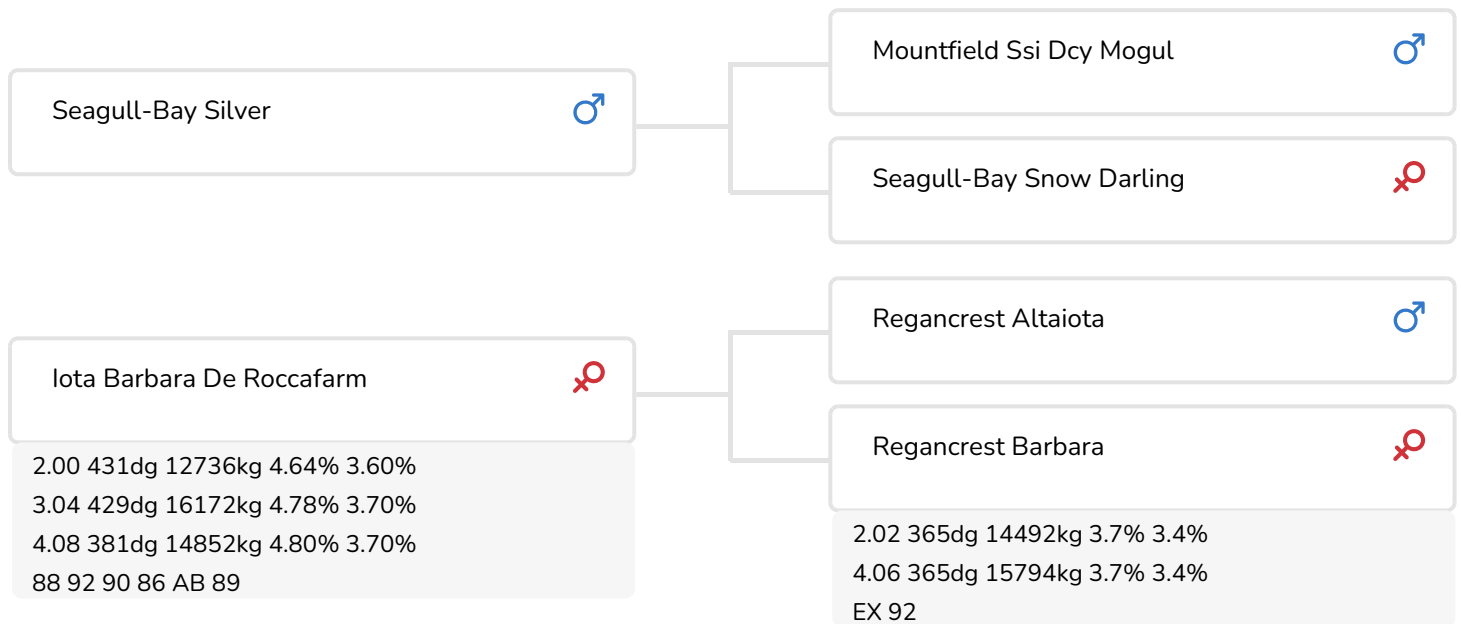 Mountfield Ssi Dcy Mogul
Seagull-Bay Silver
Seagull-Bay Snow Darling
Regancrest Altaiota
Iota Barbara De Roccafarm
2.00 431dg 12736kg 4.64% 3.60%
3.04 429dg 16172kg 4.78% 3.70%
4.08 381dg 14852kg 4.80% 3.70%
88 92 90 86 AB 89
Regancrest Barbara
2.02 365dg 14492kg 3.7% 3.4%
4.06 365dg 15794kg 3.7% 3.4%
EX 92